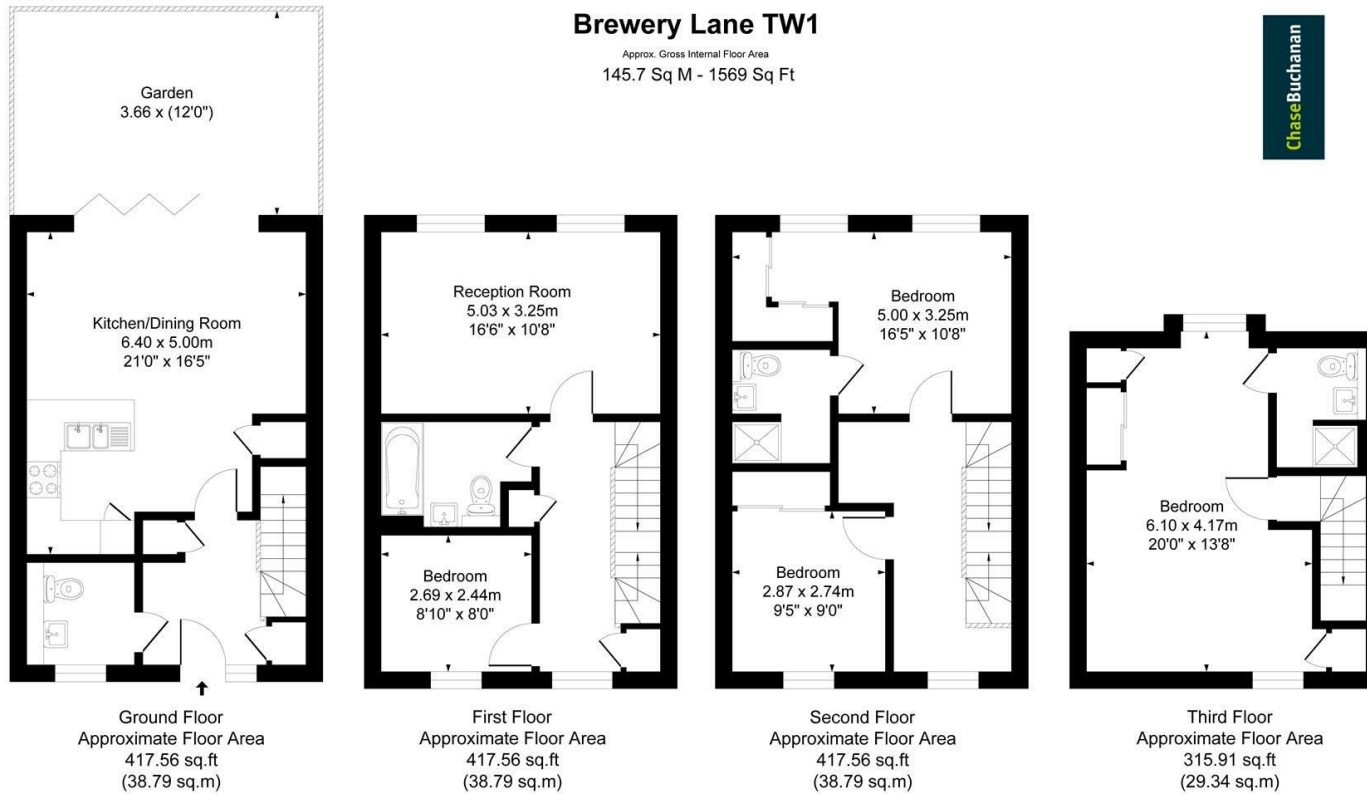 Brewery Lane TW1
Approx. Gross Internal Floor Area
145.7 Sq M - 1569 Sq Ft
ChaseBuchanan
Garden
3.66 x (12'0")
Kitchen/Dining Room
6.40 x 5.00m
21'0" x 16'5"
Ground Floor
Approximate Floor Area
417.56 sq.ft
(38.79 sq.m)
Reception Room
5.03 x 3.25m
16'6" x 10'8"
Bedroom
2.69 x 2.44m
8'10" x 8'0"
First Floor
Approximate Floor Area
417.56 sq.ft
(38.79 sq.m)
Bedroom
5.00 x 3.25m
16'5" x 10'8"
Bedroom
2.87 x 2.74m
9'5" x 9'0"
Second Floor
Approximate Floor Area
417.56 sq.ft
(38.79 sq.m)
Bedroom
6.10 x 4.17m
20'0" x 13'8"
Third Floor
Approximate Floor Area
315.91 sq.ft
(29.34 sq.m)